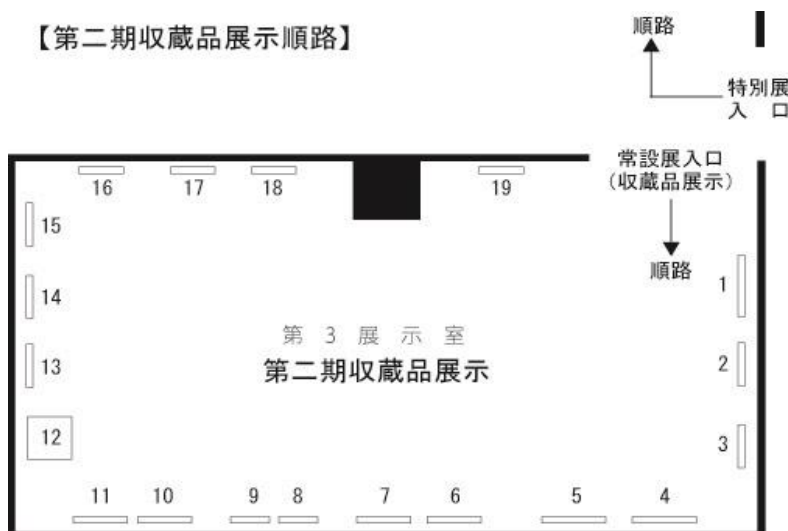 【第二期収蔵品展示順路】
順路
特別展
入 口
常設展入口
(収蔵品展示)
順路
16
17
18
19
15
14
13
12
1
2
3
第 3 展 示 室
第二期収蔵品展示
11
10
9
8
7
6
5
4